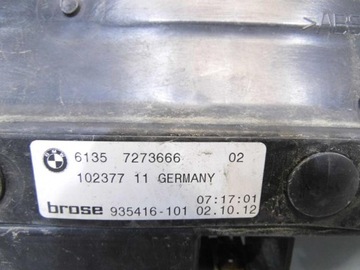 6135 7273666 02
102377 11 GERMANY
07:17:01
brose 935416-101 02.10.12